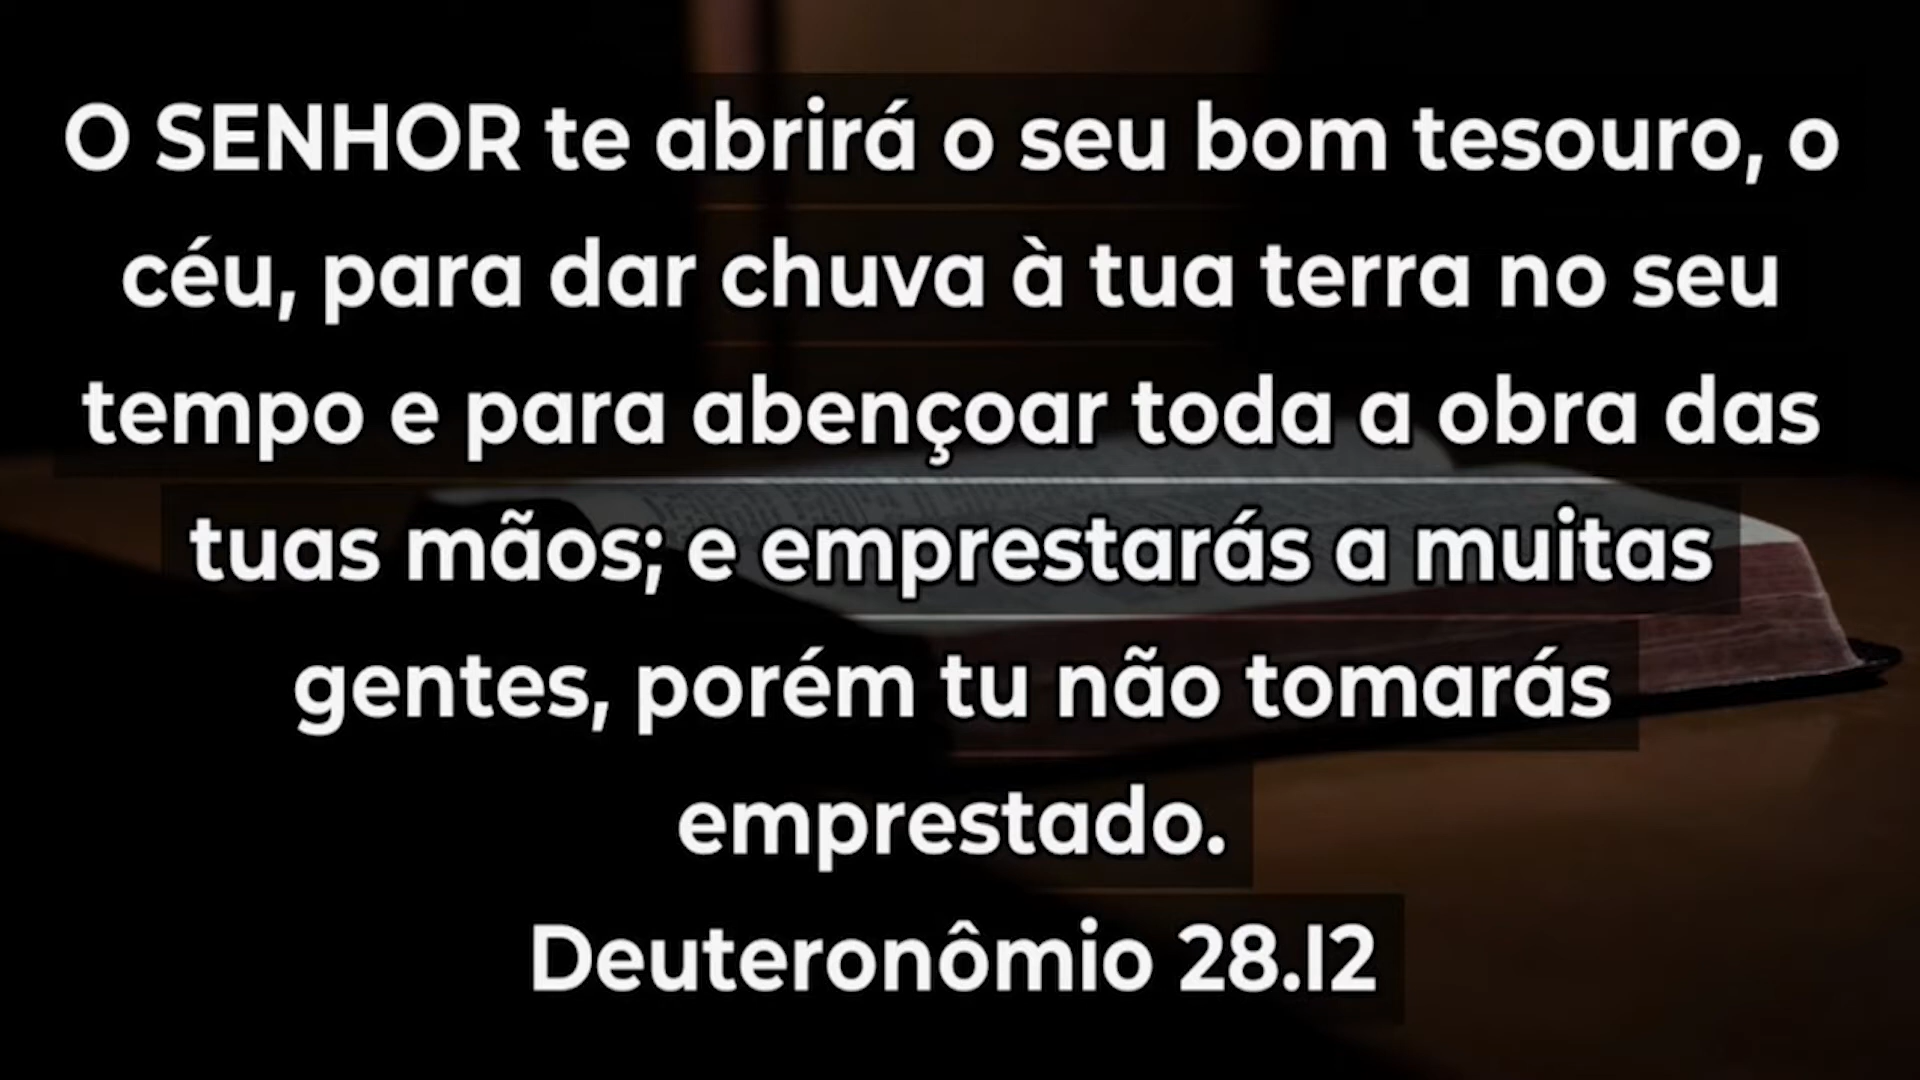 O SENHOR te abrirá o seu bom tesouro, o
céu, para dar chuva à tua terra no seu
tempo e para abençoar toda a obra das
tuas mãos; e emprestarás a muitas
gentes, porém tu não tomarás
emprestado.
Deuteronômio 28.12